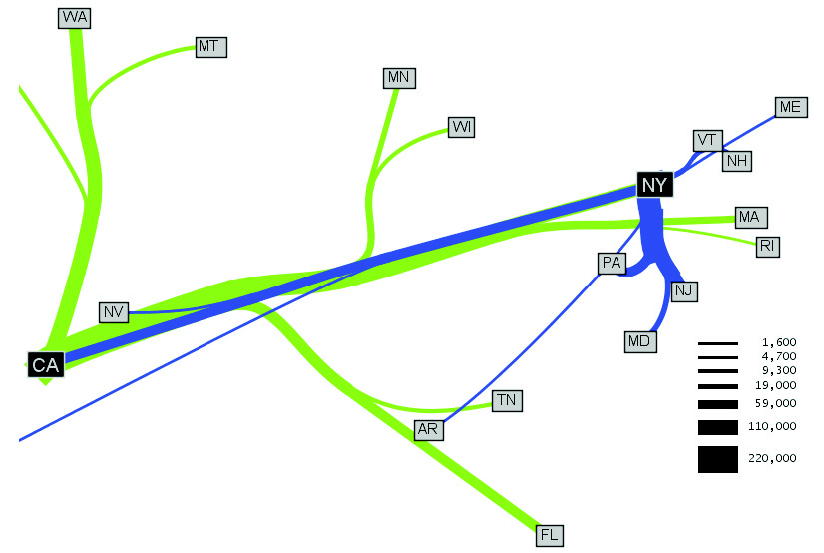 WA
MT
MN
WI
ME
VT
NH
NY
MA
RI
PA
NJ
NV
CA
MD
TN
AR
FL
1,600
4,700
9,300
19,000
59,000
110,000
220,000